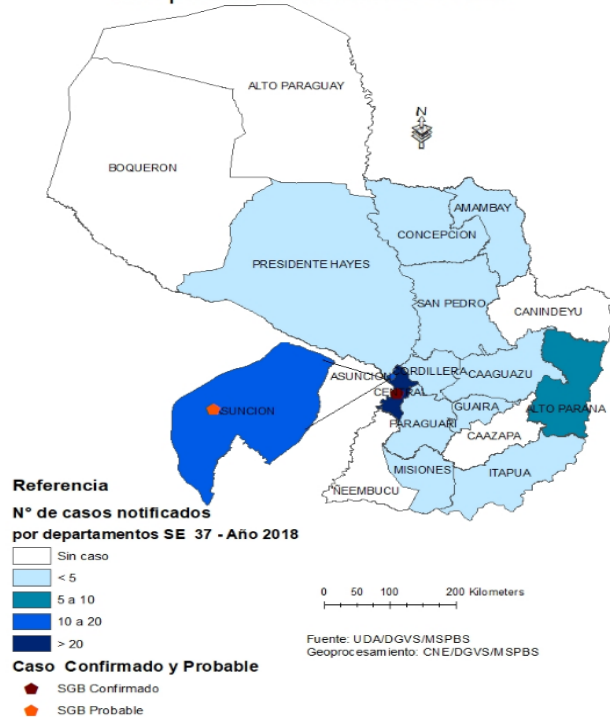 ALTO PARAGUAY
N
BOQUERON
AMAMBAY
CONCEPCION
PRESIDENTE HAYES
SAN PEDRO
CANINDEYU
ASUNCION
CORDILLERA
CAAGUAZU
CENTRAL
GUAIRA
ALTO PARANA
SUNCION
PARAGUARI
CAAZAPA
MISIONES
ITAPUA
ÑEEMBUCU
Referencia
N° de casos notificados
por departamentos SE 37 - Año 2018
Sin caso
< 5
5 a 10
10 a 20
> 20
0 50 100 200 Kilometers
Fuente: UDA/DGVS/MSPBS
Geoprocesamiento: CNE/DGVS/MSPBS
Caso Confirmado y Probable
SGB Confirmado
SGB Probable